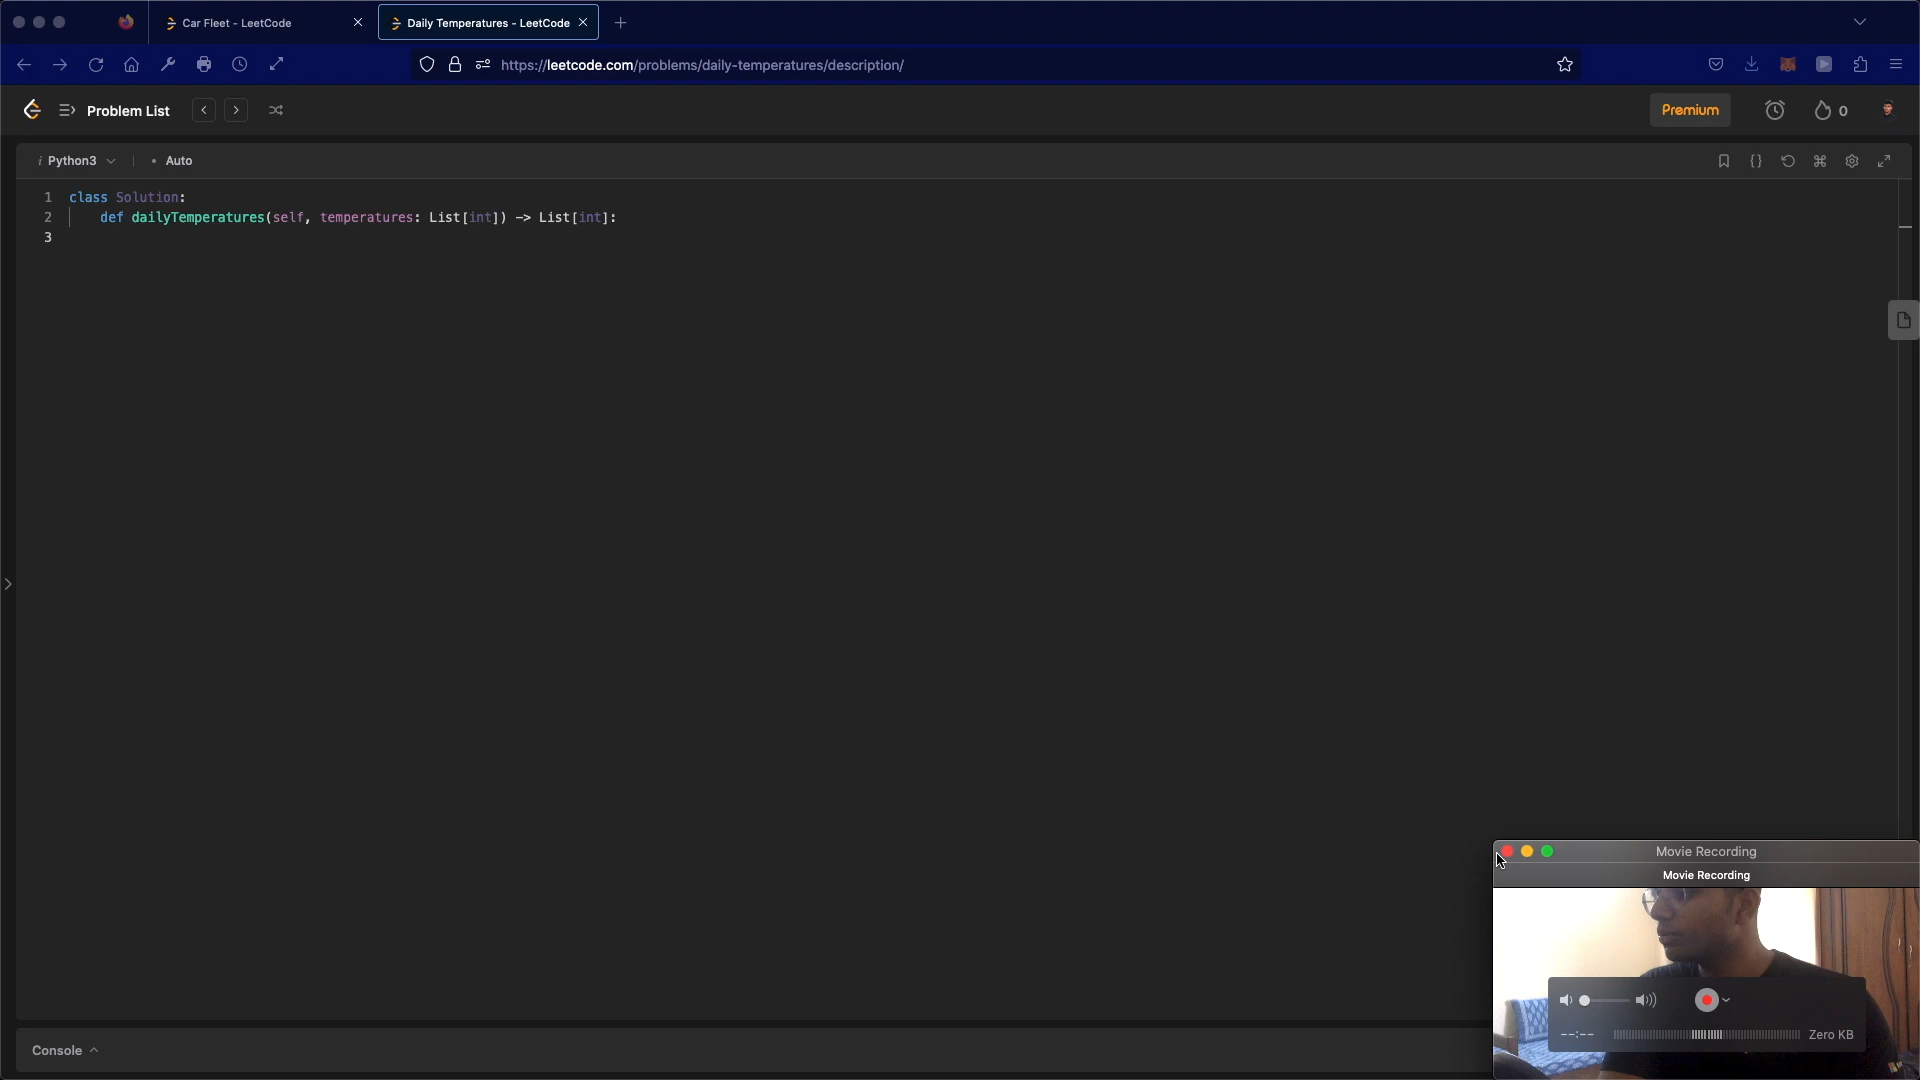 Car Fleet - LeetCode
Daily Temperatures - LeetCode
https://leetcode.com/problems/daily-temperatures/description/
Problem List
Premium
0
i Python3
• Auto
1 class Solution:
2 def dailyTemperatures(self, temperatures: List[int]) -> List[int]:
3
Movie Recording
Movie Recording
--:--
Zero KB
Console